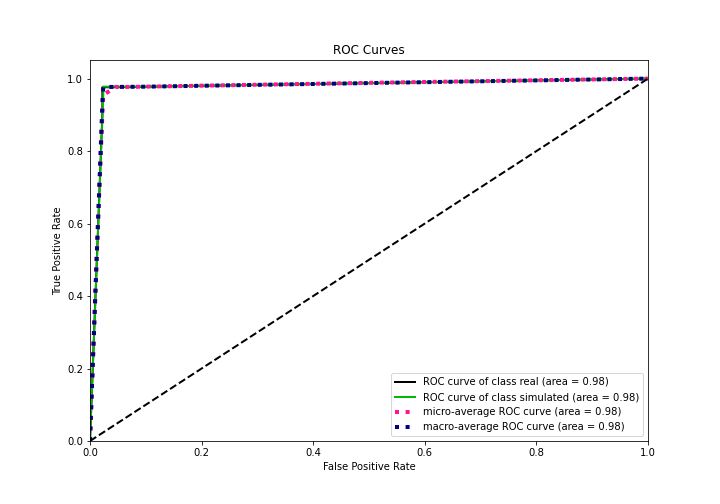 ROC Curves
1.0
0.8
0.6
0.4
0.2
0.0
True Positive Rate
ROC curve of class real (area = 0.98)
ROC curve of class simulated (area = 0.98)
micro-average ROC curve (area = 0.98)
macro-average ROC curve (area = 0.98)
0.0 0.2 0.4 0.6 0.8 1.0
False Positive Rate